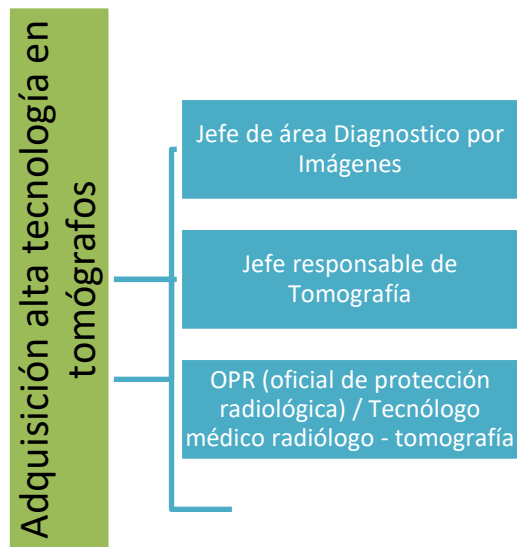 Adquisición alta tecnología en
tomógrafos
Jefe de área Diagnostico por
Imágenes
Jefe responsable de
Tomografía
OPR (oficial de protección
radiológica) / Tecnólogo
médico radiólogo - tomografía